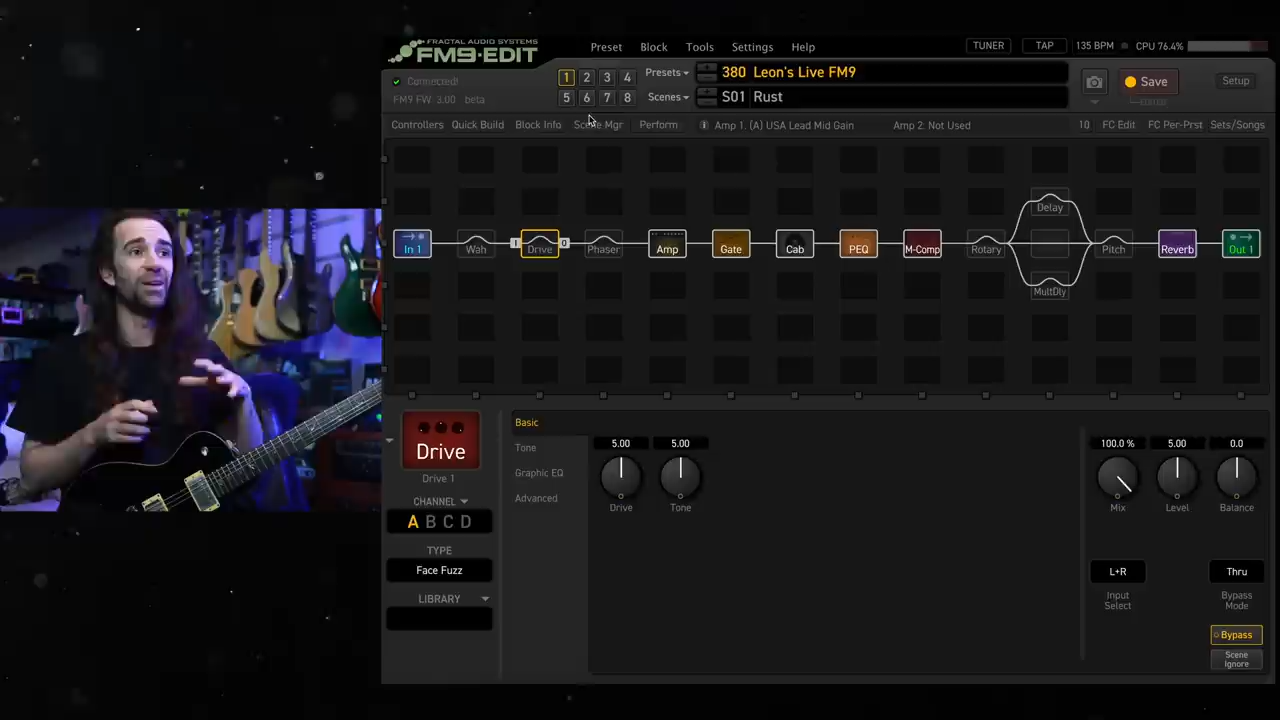 FRACTAL AUDIO SYSTEMS
FM9-EDIT
Preset Block Tools Settings Help
TUNER TAP 135 BPM CPU 76.4%
Connected!
FM9 FW 3.00 beta
1 2 3 4
5 6 7 8
Presets
380 Leon's Live FM9
Scenes
S01 Rust
Save
EDITED
Setup
Controllers Quick Build Block Info Scene Mgr Perform
Amp 1: (A) USA Lead Mid Gain Amp 2: Not Used
10 FC Edit FC Per-Prst Sets/Songs
Delay
In 1 Wah I Drive O Phaser Amp Gate Cab PEQ M-Comp Rotary Pitch Reverb Out 1
MultDly
Drive
Drive 1
CHANNEL
A B C D
TYPE
Face Fuzz
LIBRARY
Basic
Tone
Graphic EQ
Advanced
5.00 5.00
Drive Tone
100.0 % 5.00 0.0
Mix Level Balance
L+R
Input
Select
Thru
Bypass
Mode
Bypass
Scene
Ignore